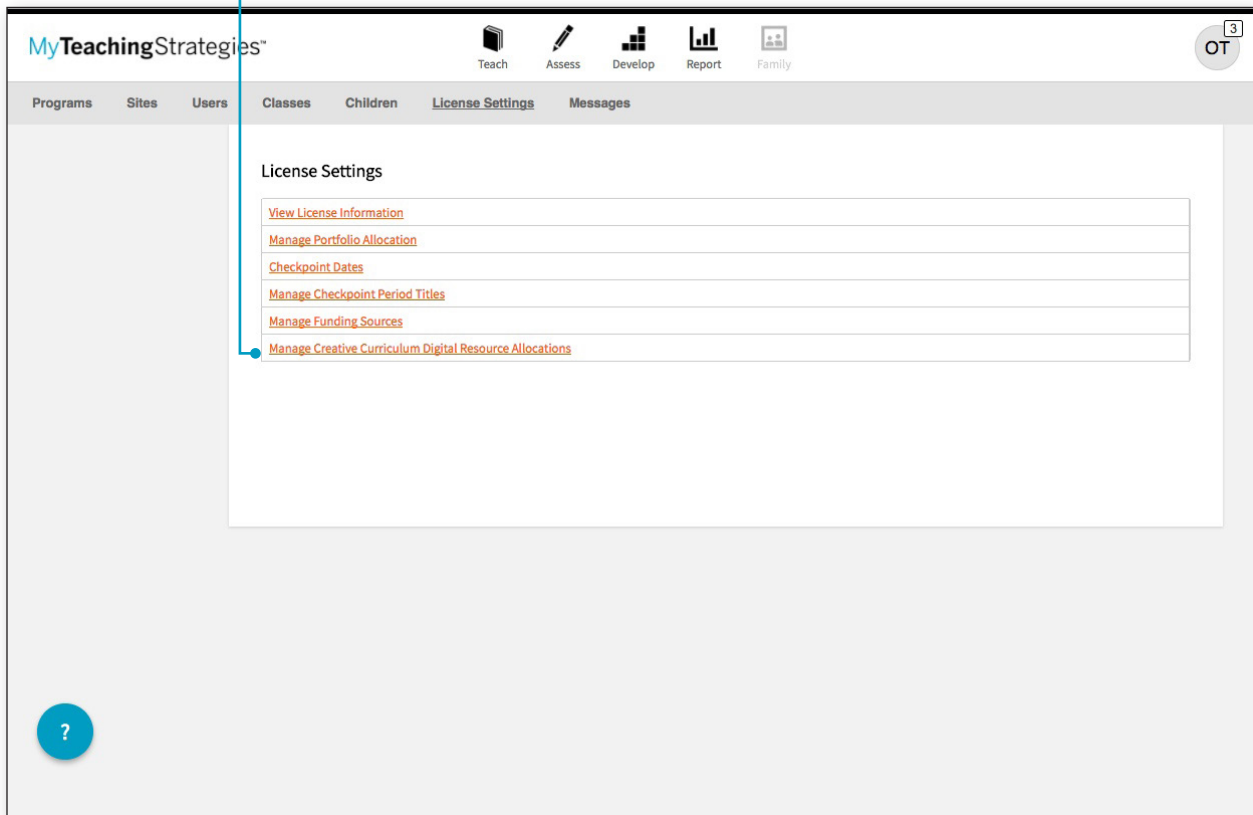 MyTeachingStrategies™
Teach Assess Develop Report Family
3
OT
Programs Sites Users Classes Children License Settings Messages
License Settings
View License Information
Manage Portfolio Allocation
Checkpoint Dates
Manage Checkpoint Period Titles
Manage Funding Sources
Manage Creative Curriculum Digital Resource Allocations
?